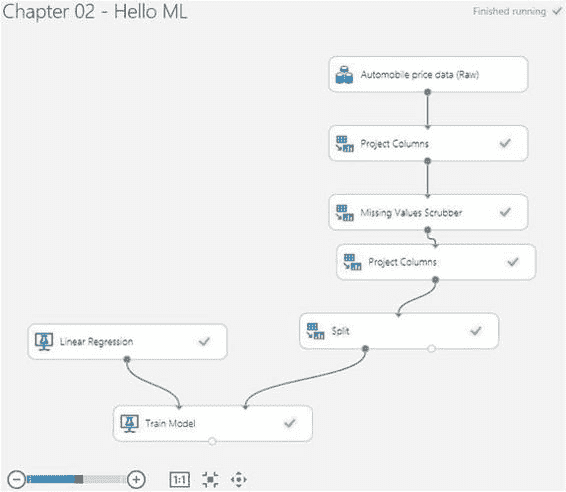 Chapter 02 - Hello ML
Finished running
Automobile price data (Raw)
Project Columns
Missing Values Scrubber
Project Columns
Split
Linear Regression
Train Model
1:1